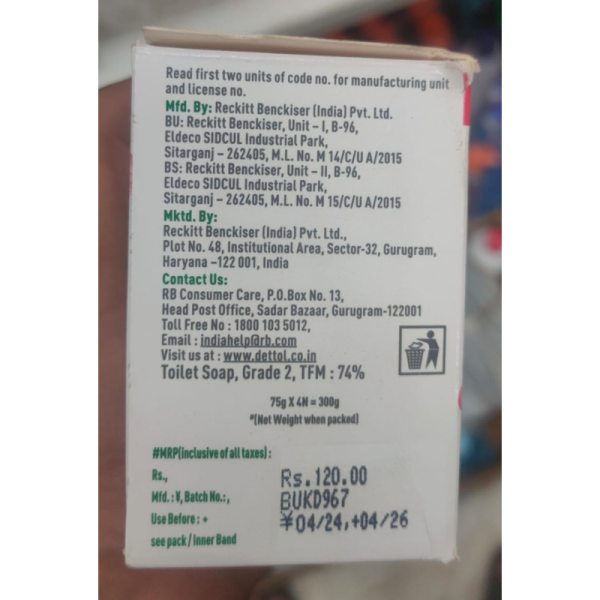 Read first two units of code no. for manufacturing unit
and license no.
Mfd. By: Reckitt Benckiser (India) Pvt. Ltd.
BU: Reckitt Benckiser, Unit – I, B-96,
Eldeco SIDCUL Industrial Park,
Sitarganj – 262405, M.L. No. M 14/C/U A/2015
BS: Reckitt Benckiser, Unit – II, B-96,
Eldeco SIDCUL Industrial Park,
Sitarganj – 262405, M.L. No. M 15/C/U A/2015
Mktd. By:
Reckitt Benckiser (India) Pvt. Ltd.,
Plot No. 48, Institutional Area, Sector-32, Gurugram,
Haryana –122 001, India
Contact Us:
RB Consumer Care, P.O.Box No. 13,
Head Post Office, Sadar Bazaar, Gurugram-122001
Toll Free No : 1800 103 5012,
Email : indiahelp@rb.com
Visit us at : www.dettol.co.in
Toilet Soap, Grade 2, TFM : 74%
75g X 4N = 300g
*(Net Weight when packed)
#MRP(inclusive of all taxes) :
Rs., Rs.120.00
Mfd. : ¥, Batch No.: , BUKD967
Use Before : + ¥04/24,+04/26
see pack / Inner Band